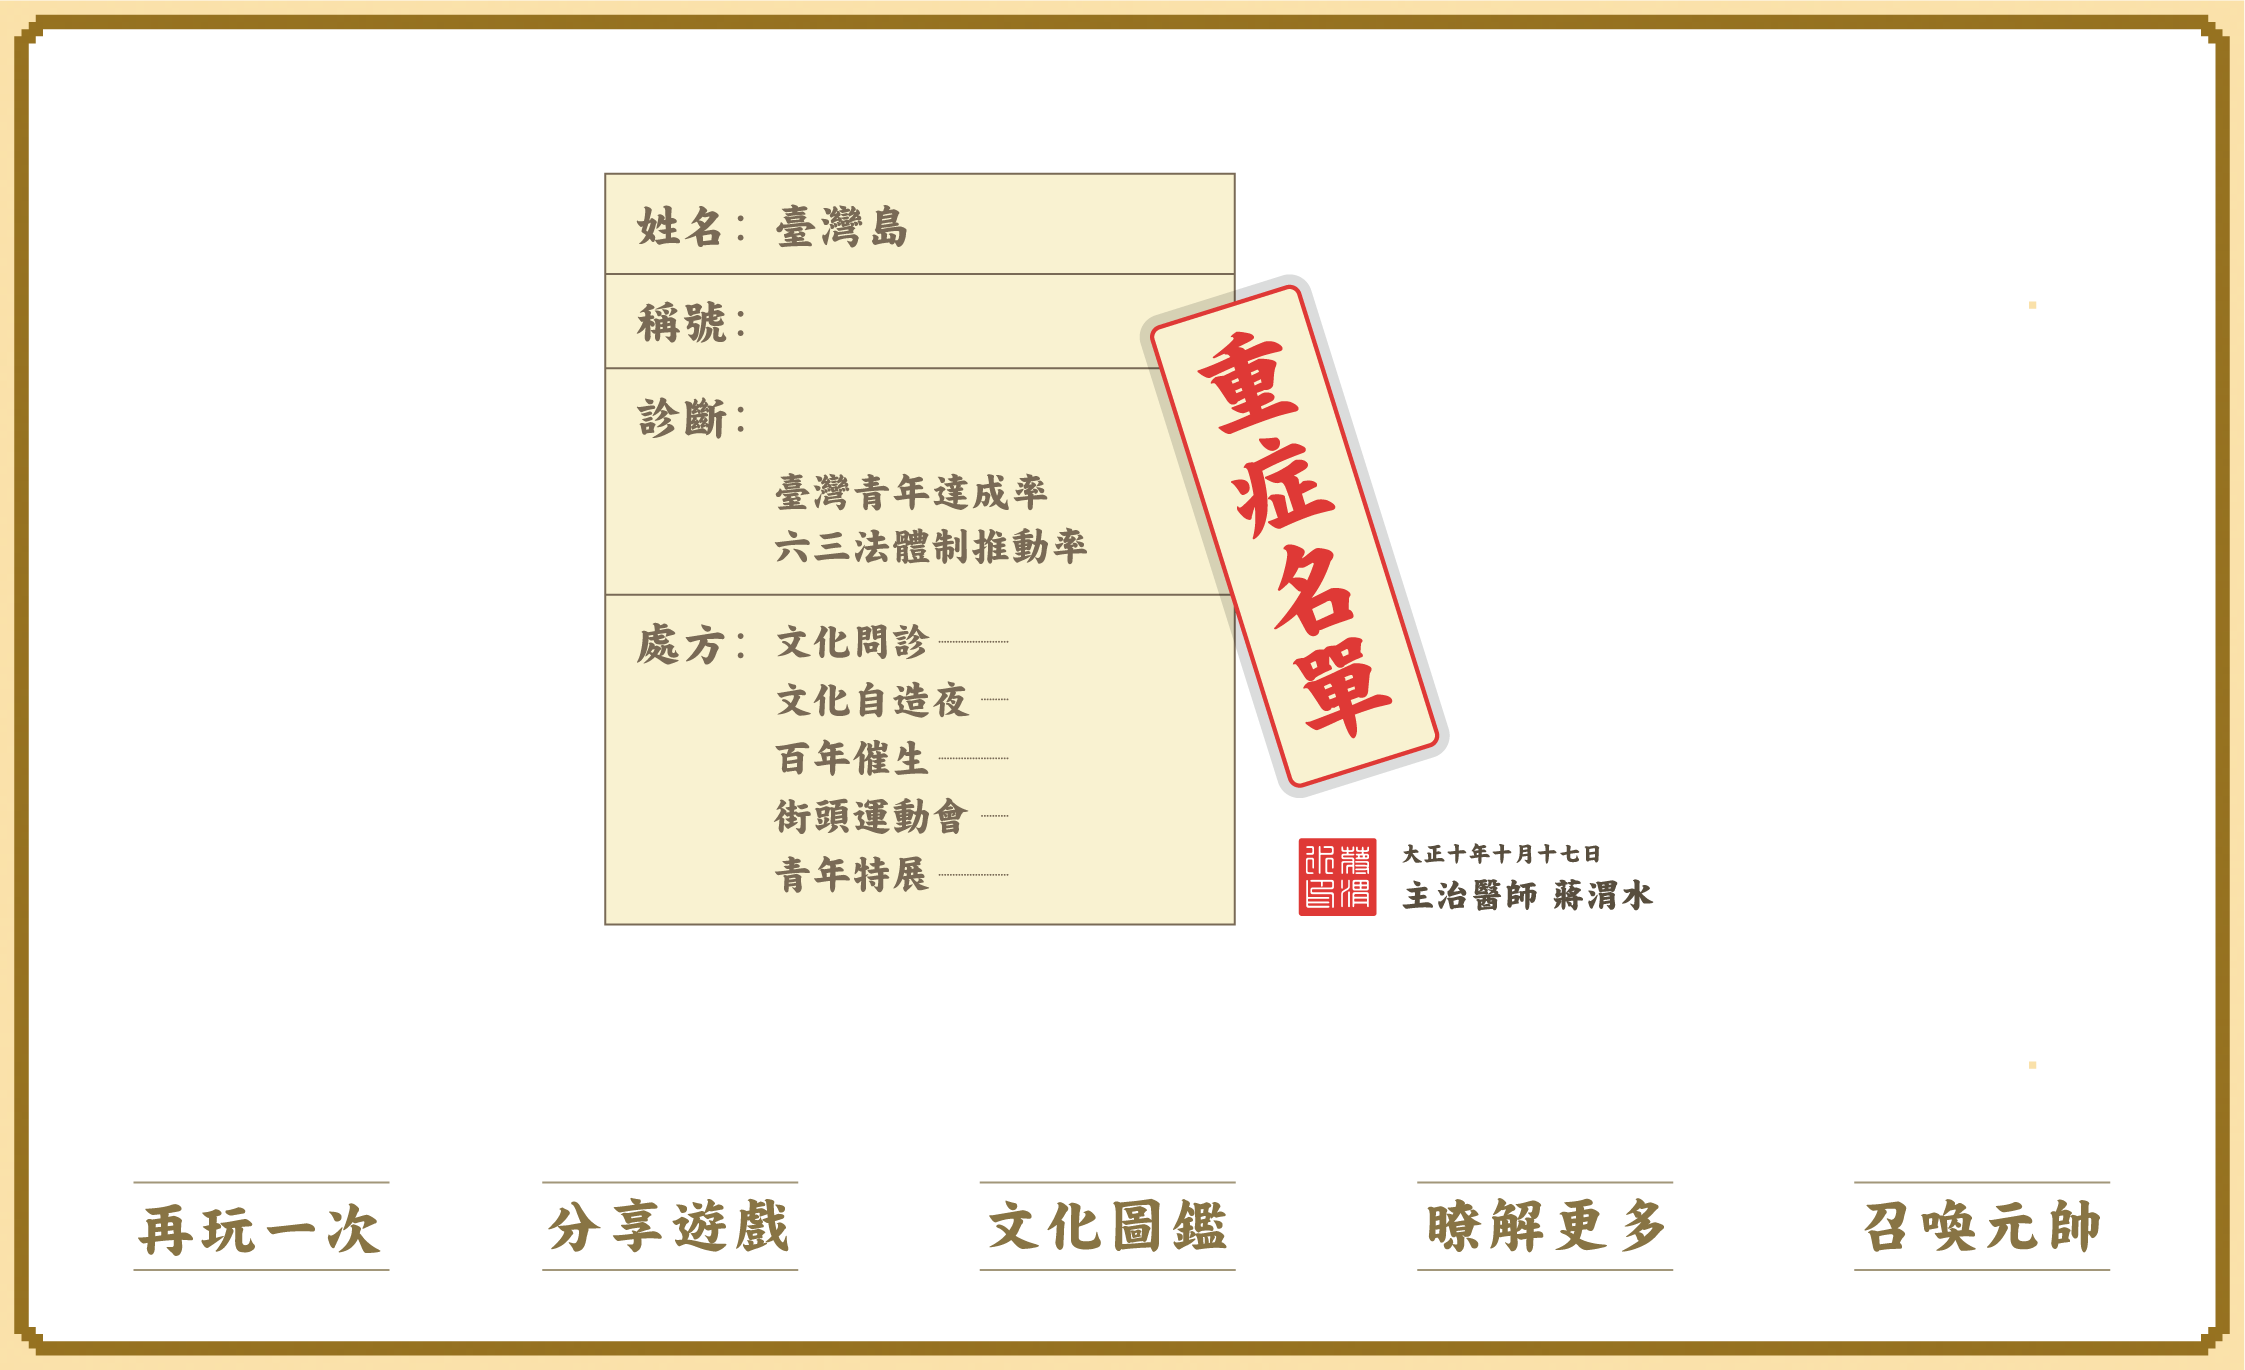 姓名：臺灣島
稱號：
診斷：
臺灣青年達成率
六三法體制推動率
處方：文化問診
文化自造夜
百年催生
街頭運動會
青年特展
重症名單
蔣渭水印
大正十年十月十七日
主治醫師 蔣渭水
再玩一次
分享遊戲
文化圖鑑
瞭解更多
召喚元帥